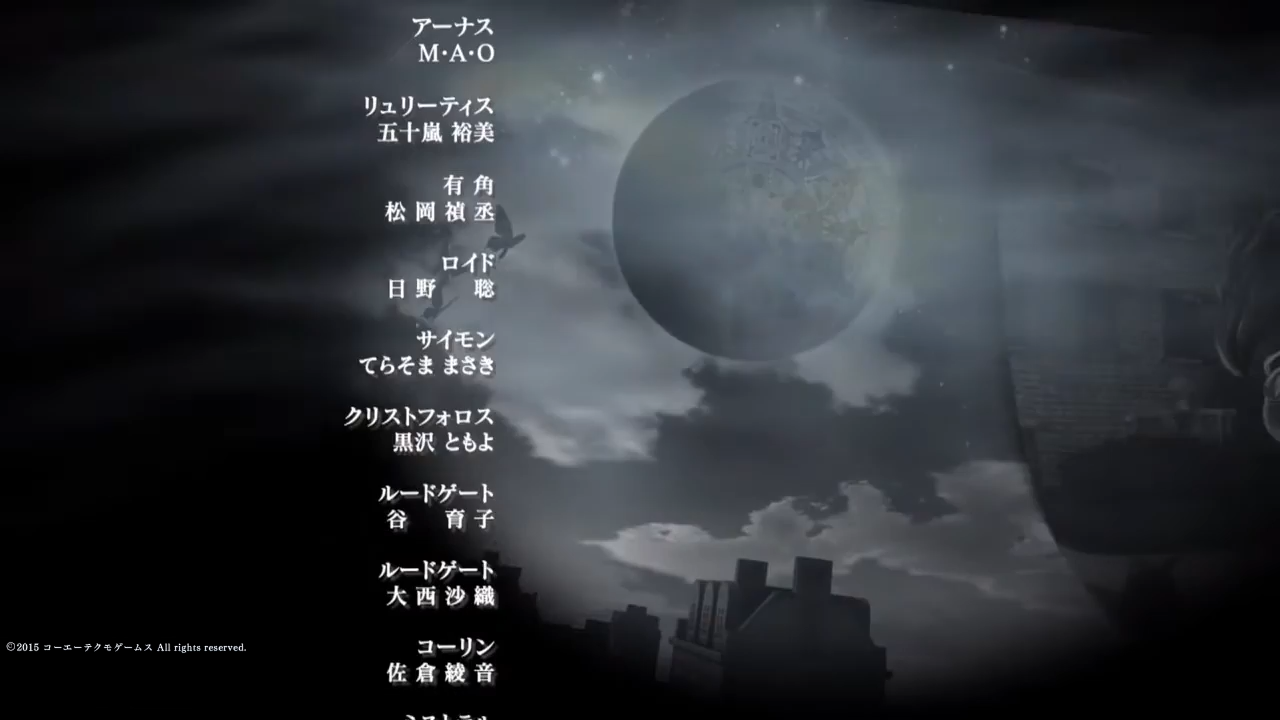 アーナス
M・A・O
リュリーティス
五十嵐 裕美
有 角
松 岡 禎 丞
ロイド
日 野 聡
サイモン
てらそま まさき
クリストフォロス
黒沢 ともよ
ルードゲート
谷 育 子
ルードゲート
大 西 沙 織
コーリン
佐 倉 綾 音
©2015 コーエーテクモゲームス All rights reserved.